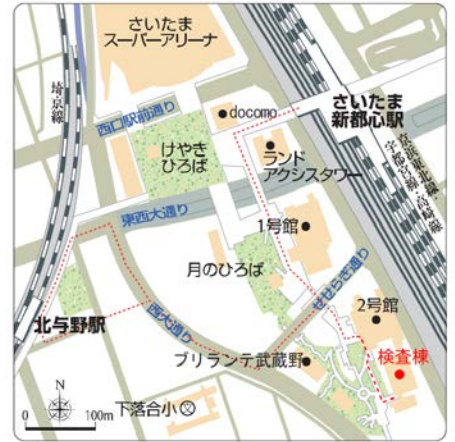 さいたま
スーパーアリーナ
埼京線
西口駅前通り
docomo
さいたま
新都心駅
けやき
ひろば
ランド
アクシスタワー
京浜東北線・
宇都宮線・高崎線
東西大通り
1号館
月のひろば
せせらぎ通り
西大通り
2号館
北与野駅
ブリランテ武蔵野
検査棟
N
0 100m
下落合小
文